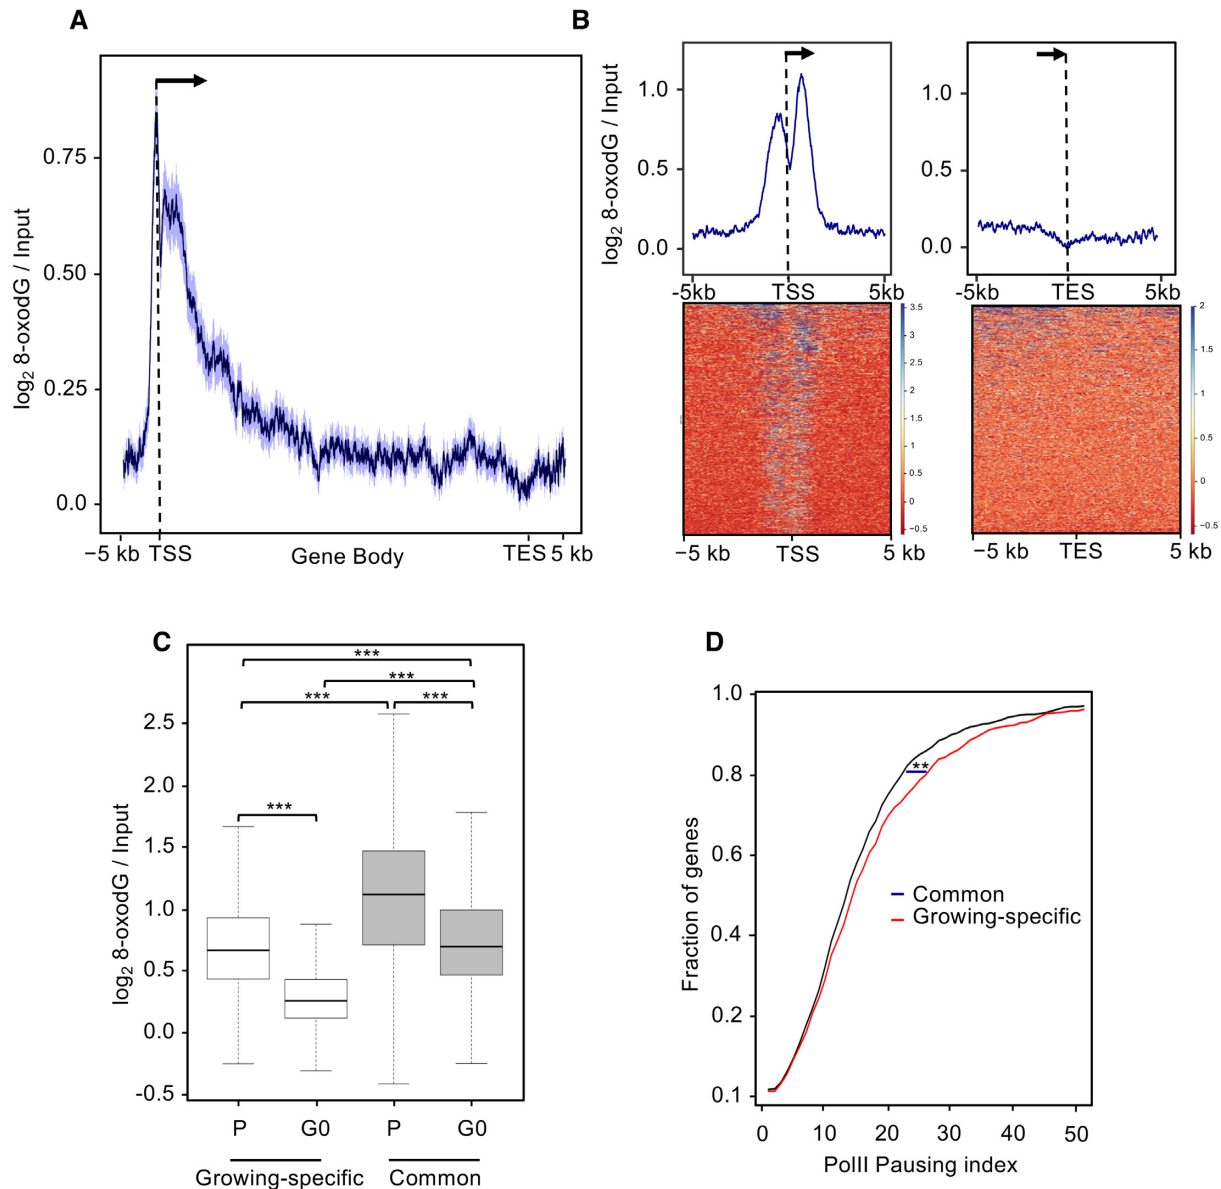 A
log2 8-oxodG / Input
0.75
0.50
0.25
0.0
−5 kb TSS Gene Body TES 5 kb
B
log2 8-oxodG / Input
1.0
0.5
0.0
-5kb TSS 5kb
1.0
0.5
0.0
-5kb TES 5kb
3.5
3
2.5
2
1.5
1
0.5
0
−0.5
−5 kb TSS 5 kb
2
1.5
1
0.5
0
−0.5
−5 kb TES 5 kb
C
log2 8-oxodG / Input
2.5
2.0
1.5
1.0
0.5
0.0
-0.5
***
***
***
***
***
P G0 P G0
Growing-specific Common
D
Fraction of genes
1.0
0.8
0.6
0.4
0.2
0.1
**
Common
Growing-specific
0 10 20 30 40 50
PolII Pausing index